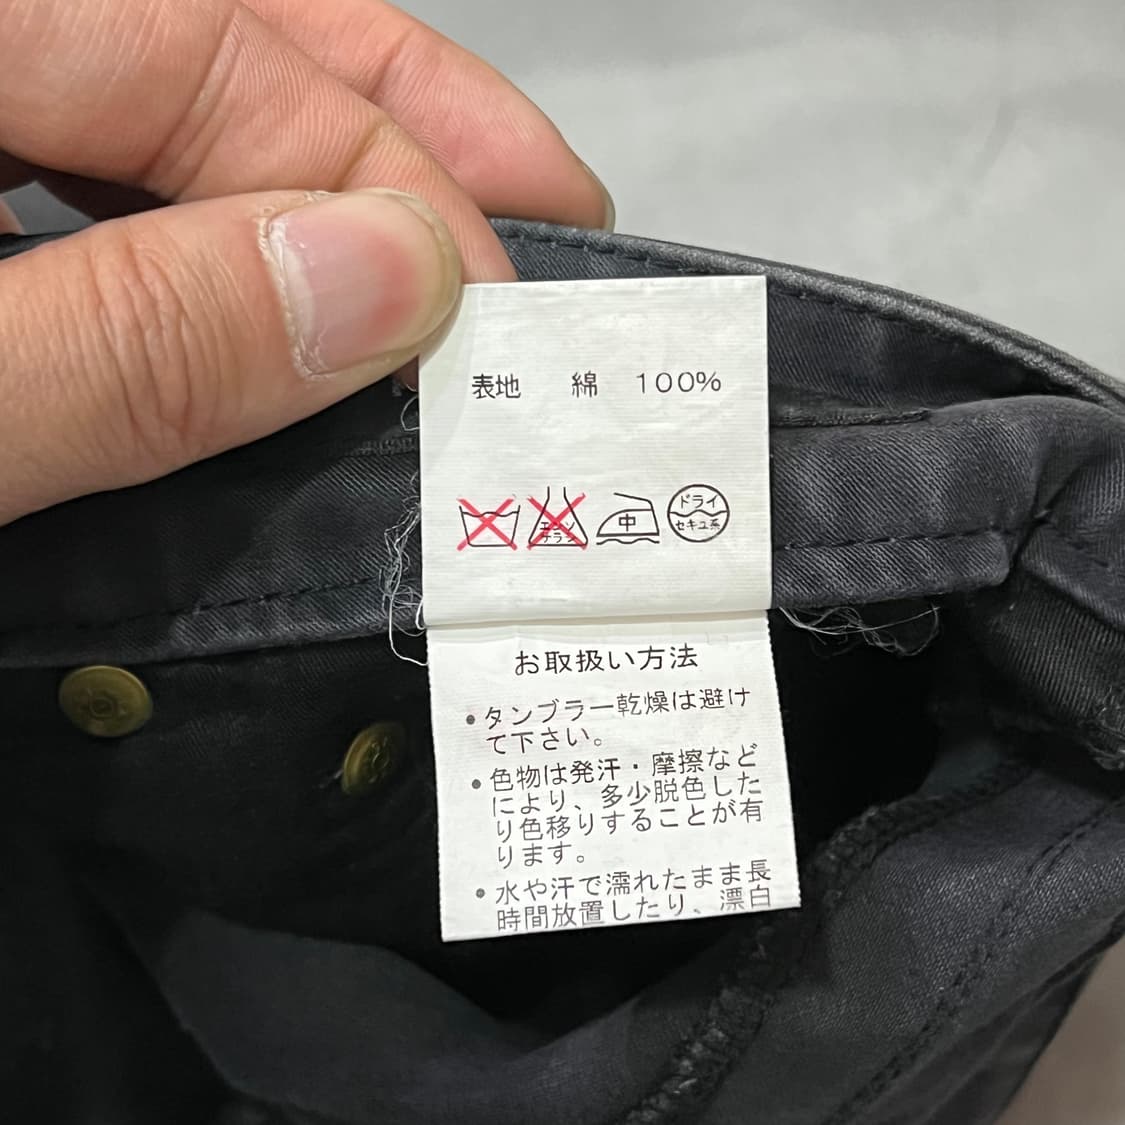 表地 綿 100%
エンソ
サラシ
中
ドライ
セキユ系
お取扱い方法
●タンブラー乾燥は避け
て下さい。
●色物は発汗・摩擦など
により、多少脱色した
り色移りすることが有
ります。
●水や汗で濡れたまま長
時間放置したり、漂白